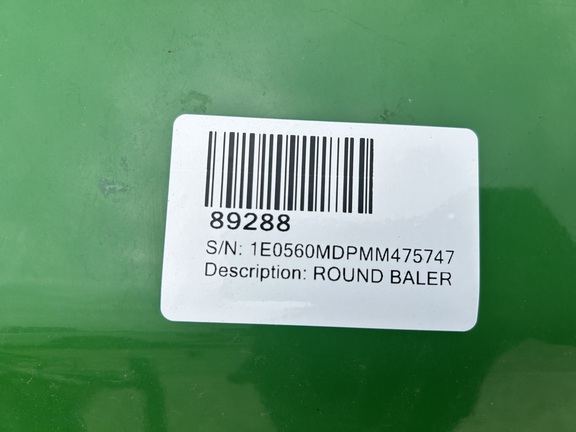 89288
S/N: 1E0560MDPMM475747
Description: ROUND BALER